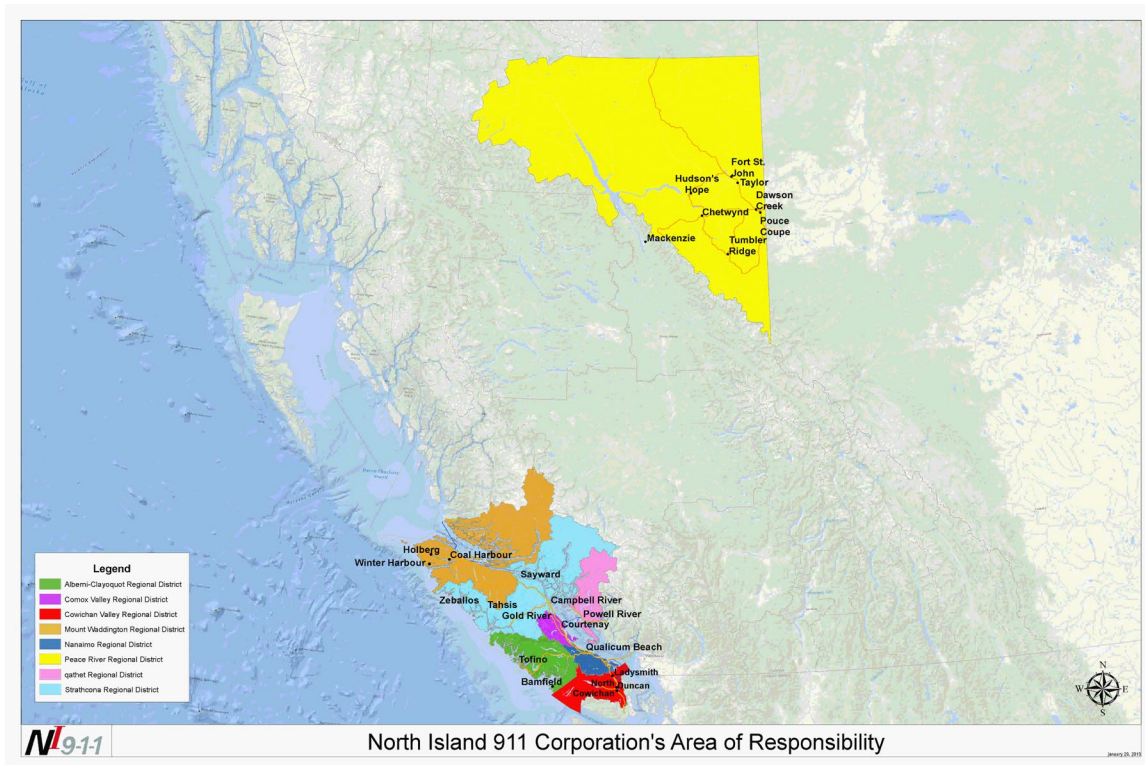 Fort St.
John
Taylor
Hudson's
Hope
Dawson
Creek
Chetwynd
Pouce
Coupe
Mackenzie
Tumbler
Ridge
Holberg
Coal Harbour
Winter Harbour
Sayward
Zeballos
Tahsis
Campbell River
Gold River
Powell River
Courtenay
Qualicum Beach
Tofino
Ladysmith
Bamfield
North
Cowichan
Duncan
Legend
Alberni-Clayoquot Regional District
Comox Valley Regional District
Cowichan Valley Regional District
Mount Waddington Regional District
Nanaimo Regional District
Peace River Regional District
qathet Regional District
Strathcona Regional District
N
W
E
S
NI 9-1-1
North Island 911 Corporation's Area of Responsibility
January 29, 2015